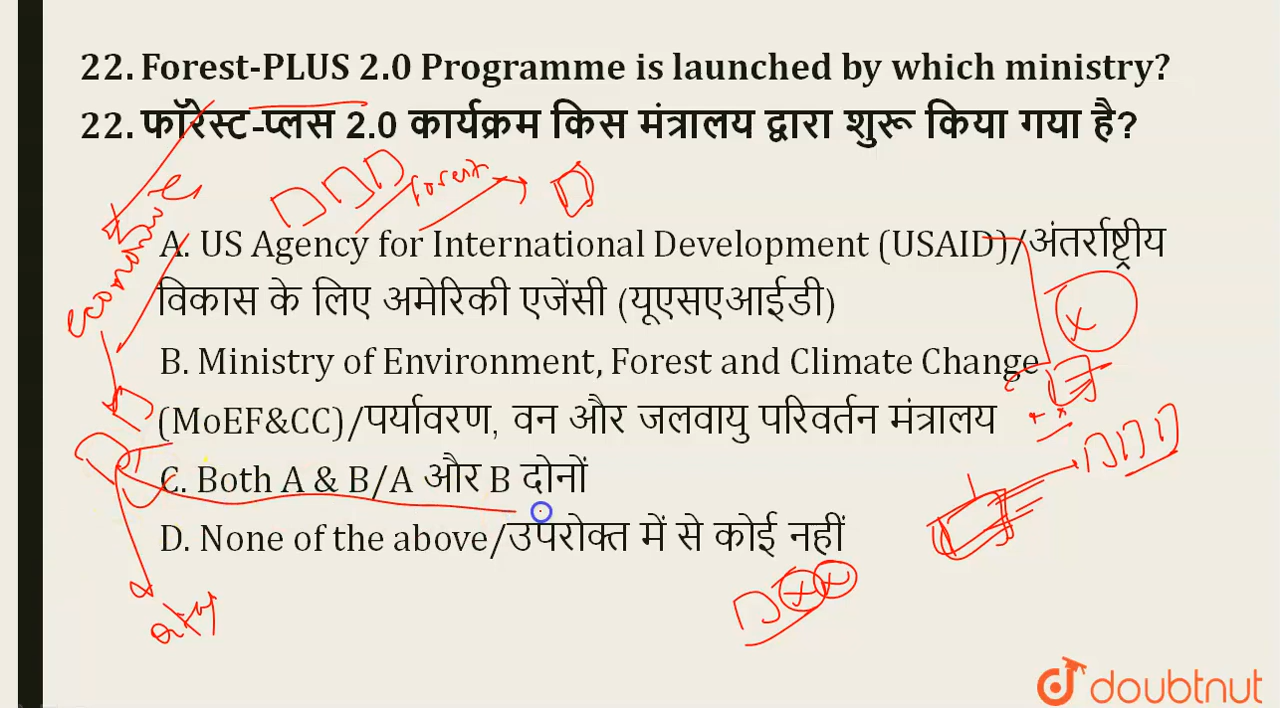 22. Forest-PLUS 2.0 Programme is launched by which ministry?
22. फॉरेस्ट-प्लस 2.0 कार्यक्रम किस मंत्रालय द्वारा शुरू किया गया है?
forest
economic
A. US Agency for International Development (USAID)/अंतर्राष्ट्रीय
विकास के लिए अमेरिकी एजेंसी (यूएसएआईडी)
B. Ministry of Environment, Forest and Climate Change
(MoEF&CC)/पर्यावरण, वन और जलवायु परिवर्तन मंत्रालय
C. Both A & B/A और B दोनों
D. None of the above/उपरोक्त में से कोई नहीं
doubtnut